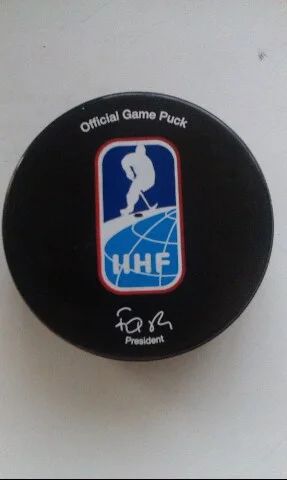 Official Game Puck
IIHF
President